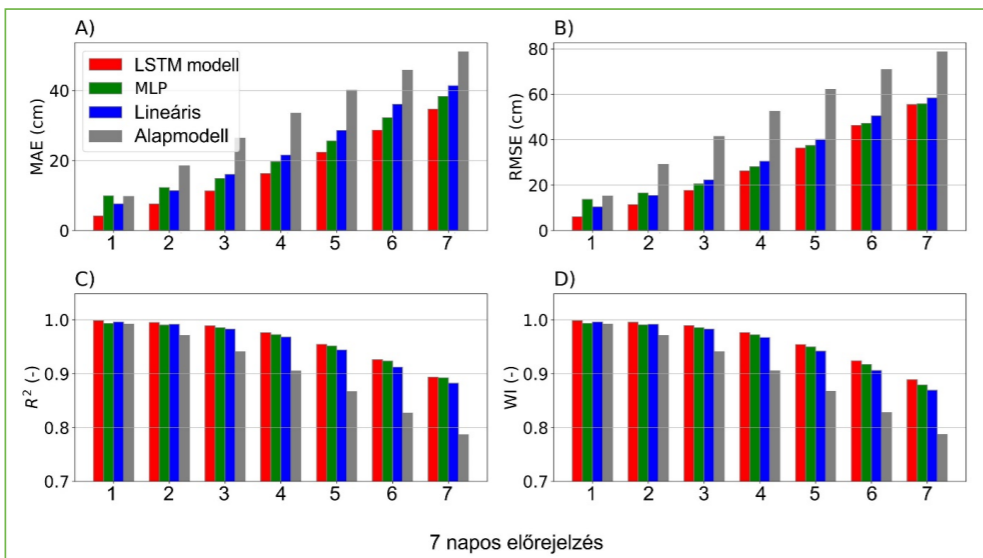 A)
MAE (cm)
40
20
0
LSTM modell
MLP
Lineáris
Alapmodell
1 2 3 4 5 6 7
B)
RMSE (cm)
80
60
40
20
0
1 2 3 4 5 6 7
C)
R² (-)
1.0
0.9
0.8
0.7
1 2 3 4 5 6 7
D)
WI (-)
1.0
0.9
0.8
0.7
1 2 3 4 5 6 7
7 napos előrejelzés